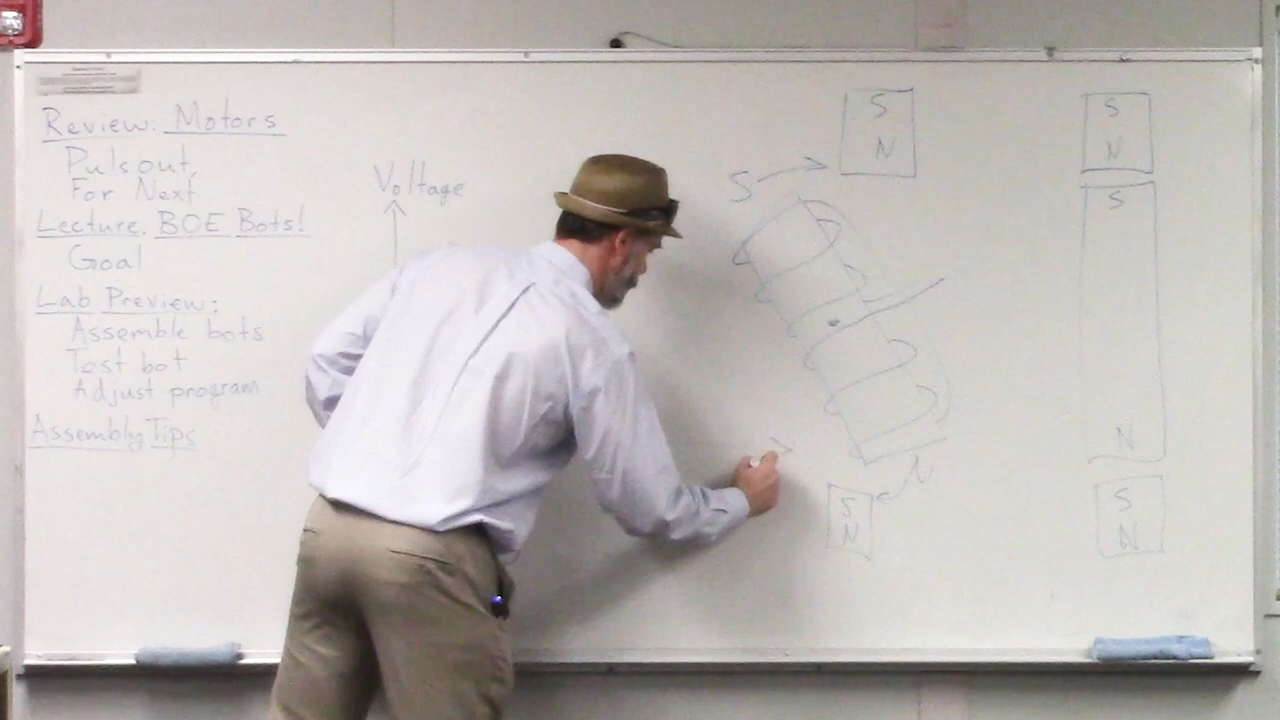 Review: Motors
Pulsout,
For Next
Lecture. BOE Bots!
Goal
Lab Preview:
Assemble bots
Test bot
Adjust program
Assembly Tips
Voltage
S
S
N
N
S
N
S
N
S
N
S
N